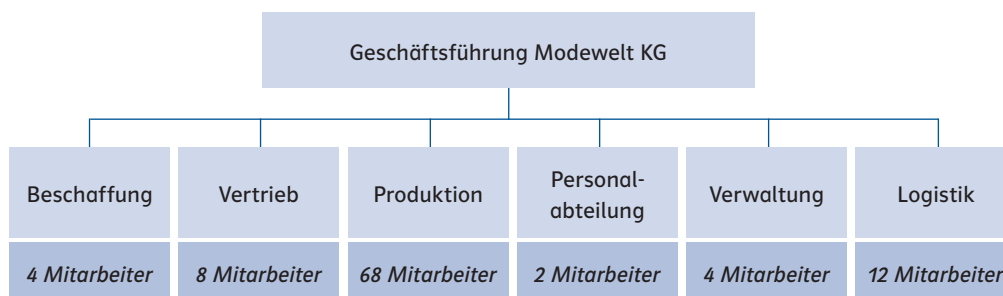 Geschäftsführung Modewelt KG
Beschaffung
Vertrieb
Produktion
Personal-
abteilung
Verwaltung
Logistik
4 Mitarbeiter
8 Mitarbeiter
68 Mitarbeiter
2 Mitarbeiter
4 Mitarbeiter
12 Mitarbeiter